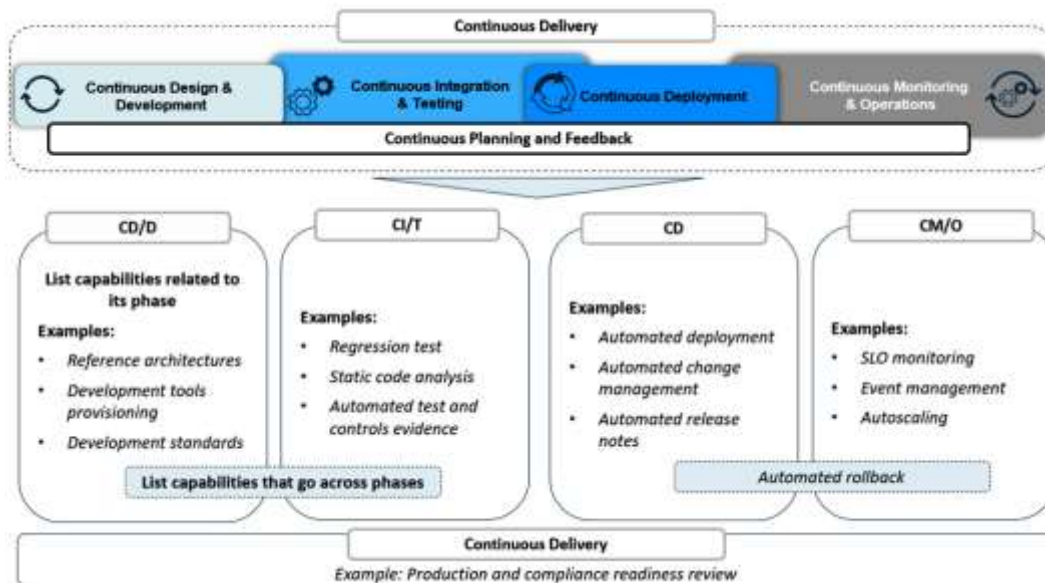 Continuous Delivery
Continuous Design &
Development
Continuous Integration
& Testing
Continuous Deployment
Continuous Monitoring
& Operations
Continuous Planning and Feedback
CD/D
List capabilities related to
its phase
Examples:
• Reference architectures
• Development tools
provisioning
• Development standards
CI/T
Examples:
• Regression test
• Static code analysis
• Automated test and
controls evidence
List capabilities that go across phases
CD
Examples:
• Automated deployment
• Automated change
management
• Automated release
notes
CM/O
Examples:
• SLO monitoring
• Event management
• Autoscaling
Automated rollback
Continuous Delivery
Example: Production and compliance readiness review